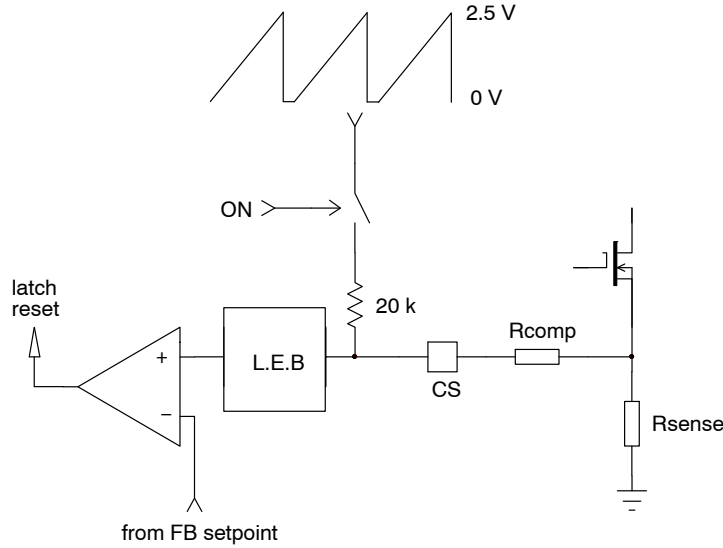 2.5 V
0 V
ON
latch
reset
20 k
Rcomp
+
L.E.B
CS
−
Rsense
from FB setpoint